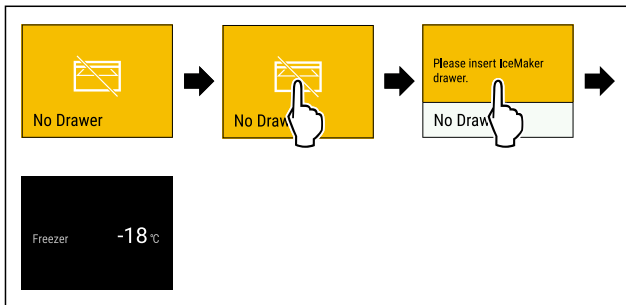 No Drawer
No Draw
Please insert IceMaker
drawer.
No Draw
Freezer
-18 °C